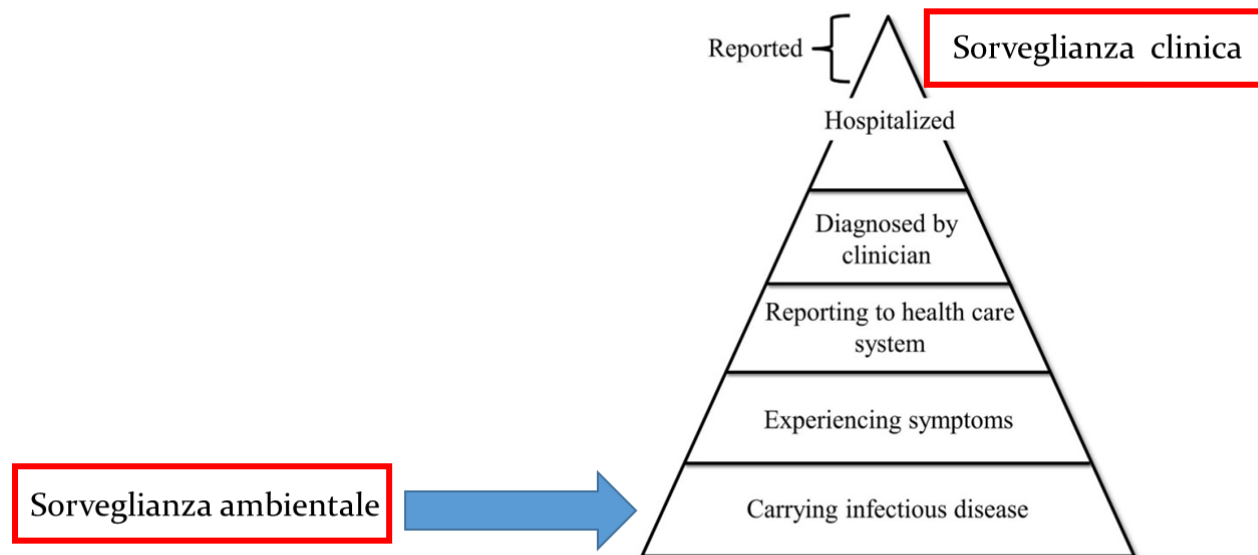 Reported
Sorveglianza clinica
Hospitalized
Diagnosed by
clinician
Reporting to health care
system
Experiencing symptoms
Sorveglianza ambientale
Carrying infectious disease